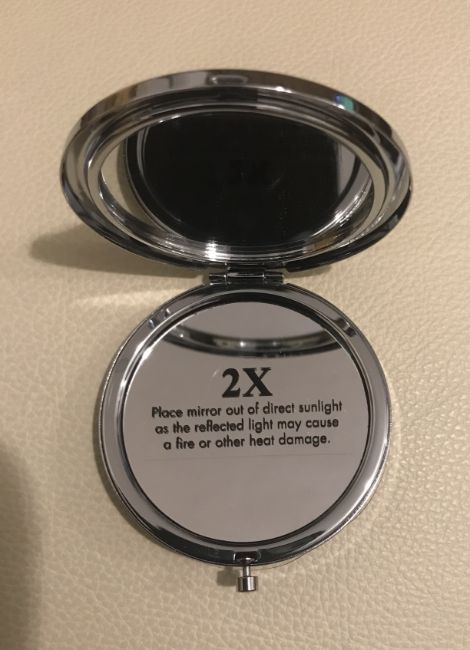 2X
Place mirror out of direct sunlight
as the reflected light may cause
a fire or other heat damage.